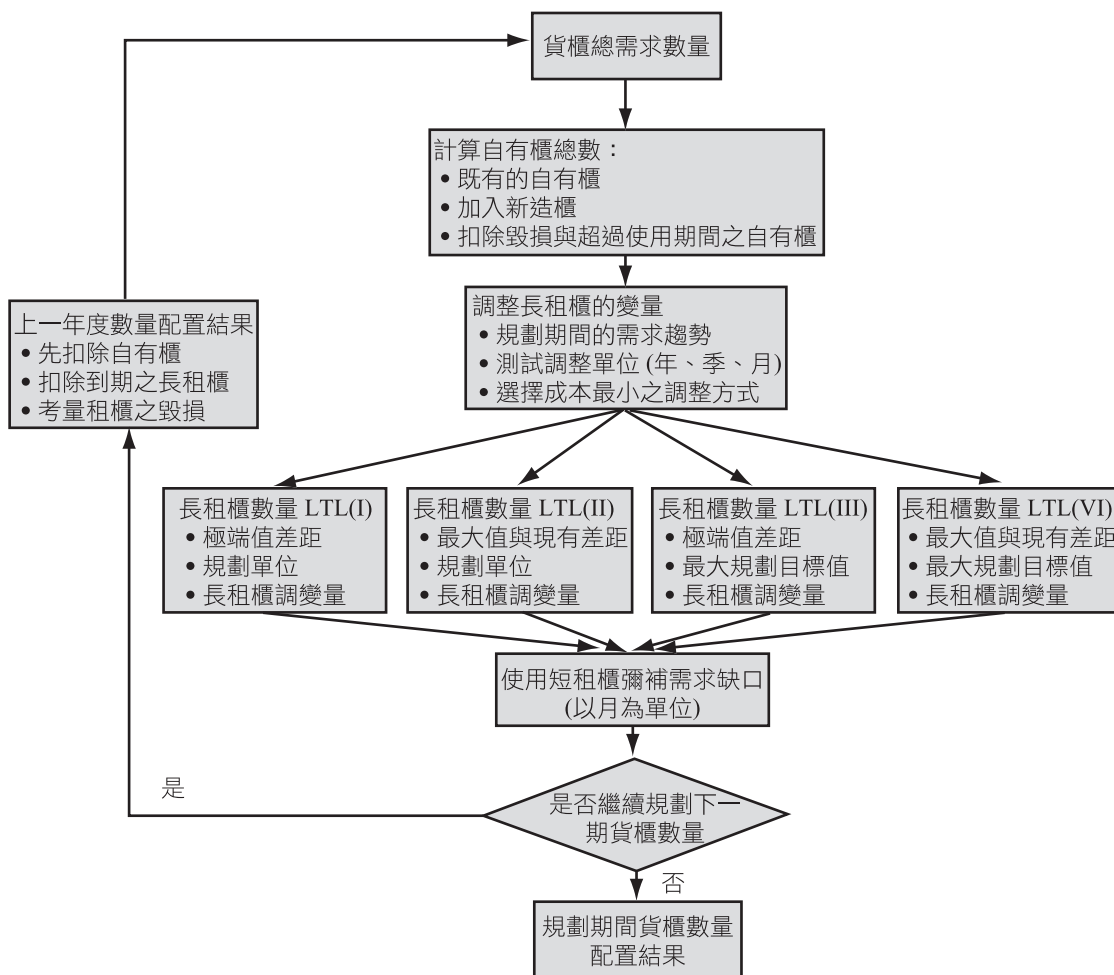 貨櫃總需求數量
計算自有櫃總數：
• 既有的自有櫃
• 加入新造櫃
• 扣除毀損與超過使用期間之自有櫃
調整長租櫃的變量
• 規劃期間的需求趨勢
• 測試調整單位 (年、季、月)
• 選擇成本最小之調整方式
上一年度數量配置結果
• 先扣除自有櫃
• 扣除到期之長租櫃
• 考量租櫃之毀損
長租櫃數量 LTL(I)
• 極端值差距
• 規劃單位
• 長租櫃調變量
長租櫃數量 LTL(II)
• 最大值與現有差距
• 規劃單位
• 長租櫃調變量
長租櫃數量 LTL(III)
• 極端值差距
• 最大規劃目標值
• 長租櫃調變量
長租櫃數量 LTL(VI)
• 最大值與現有差距
• 最大規劃目標值
• 長租櫃調變量
使用短租櫃彌補需求缺口
(以月為單位)
是
是否繼續規劃下一
期貨櫃數量
否
規劃期間貨櫃數量
配置結果